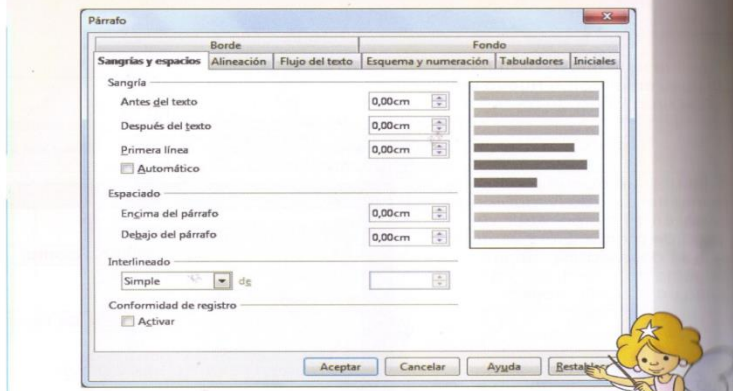 Párrafo
Borde Fondo
Sangrías y espacios Alineación Flujo del texto Esquema y numeración Tabuladores Iniciales
Sangría
Antes del texto 0,00cm
Después del texto 0,00cm
Primera línea 0,00cm
Automático
Espaciado
Encima del párrafo 0,00cm
Debajo del párrafo 0,00cm
Interlineado
Simple de
Conformidad de registro
Activar
Aceptar Cancelar Ayuda